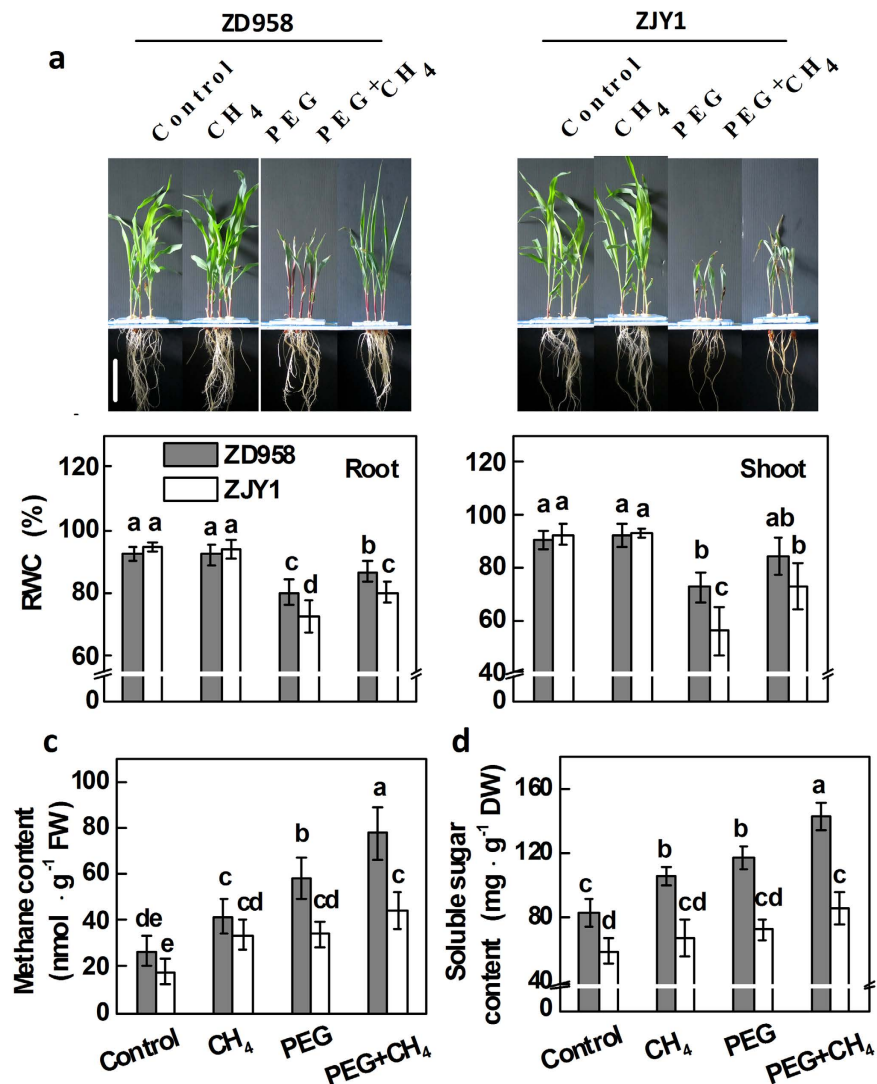 ZD958
ZJY1
a
Control
CH₄
PEG
PEG+CH₄
Control
CH₄
PEG
PEG+CH₄
RWC (%)
120
100
80
60
0
ZD958
ZJY1
Root
a a
a a
c d
b c
120
100
80
60
40
0
Shoot
a a
a a
b c
ab b
c
Methane content
(nmol · g⁻¹ FW)
100
80
60
40
20
0
de e
c cd
b cd
a c
Control
CH₄
PEG
PEG+CH₄
d
Soluble sugar
content (mg · g⁻¹ DW)
160
120
80
40
0
c d
b cd
b cd
a c
Control
CH₄
PEG
PEG+CH₄